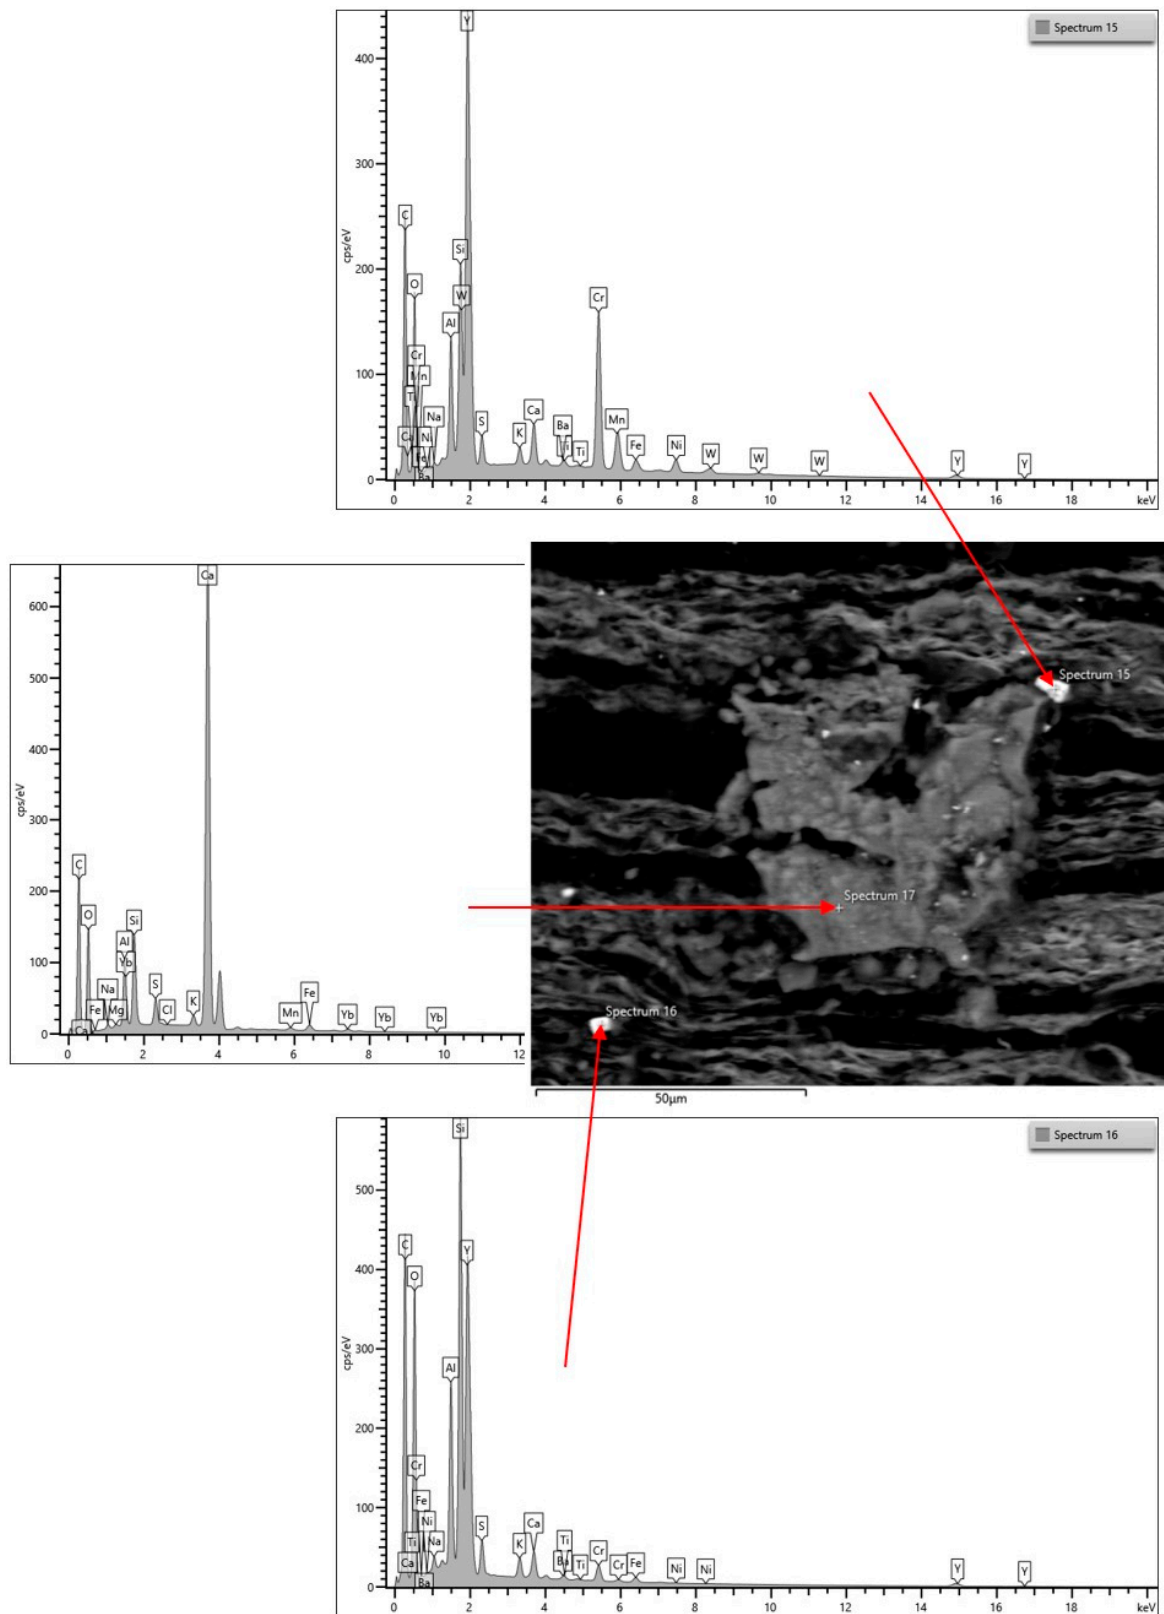 Spectrum 15
Y
400
300
C
cps/eV
O
Si
200
W
Cr
Al
Cr
100
Na
S
K
Ca
Ba
Ti
Mn
Fe
Ni
W
W
W
Y
Y
Ca
Ni
Ba
0
0 2 4 6 8 10 12 14 16 18 keV
Ca
600
500
400
cps/eV
300
C
200
O
Si
Al
Yb
100
Na
Mg
S
Cl
K
Fe
Mn
Fe
Yb
Yb
Yb
Ca
0
0 2 4 6 8 10 12
Spectrum 15
Spectrum 17
Spectrum 16
50μm
Spectrum 16
Si
500
C
Y
400
O
cps/eV
300
Al
200
Cr
Fe
100
Ni
Ti
Na
S
K
Ca
Ti
Ba
Ti
Cr
Cr
Fe
Ni
Ni
Y
Y
Ca
Ba
0
0 2 4 6 8 10 12 14 16 18 keV